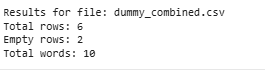 Results for file: dummy_combined.csv
Total rows: 6
Empty rows: 2
Total words: 10